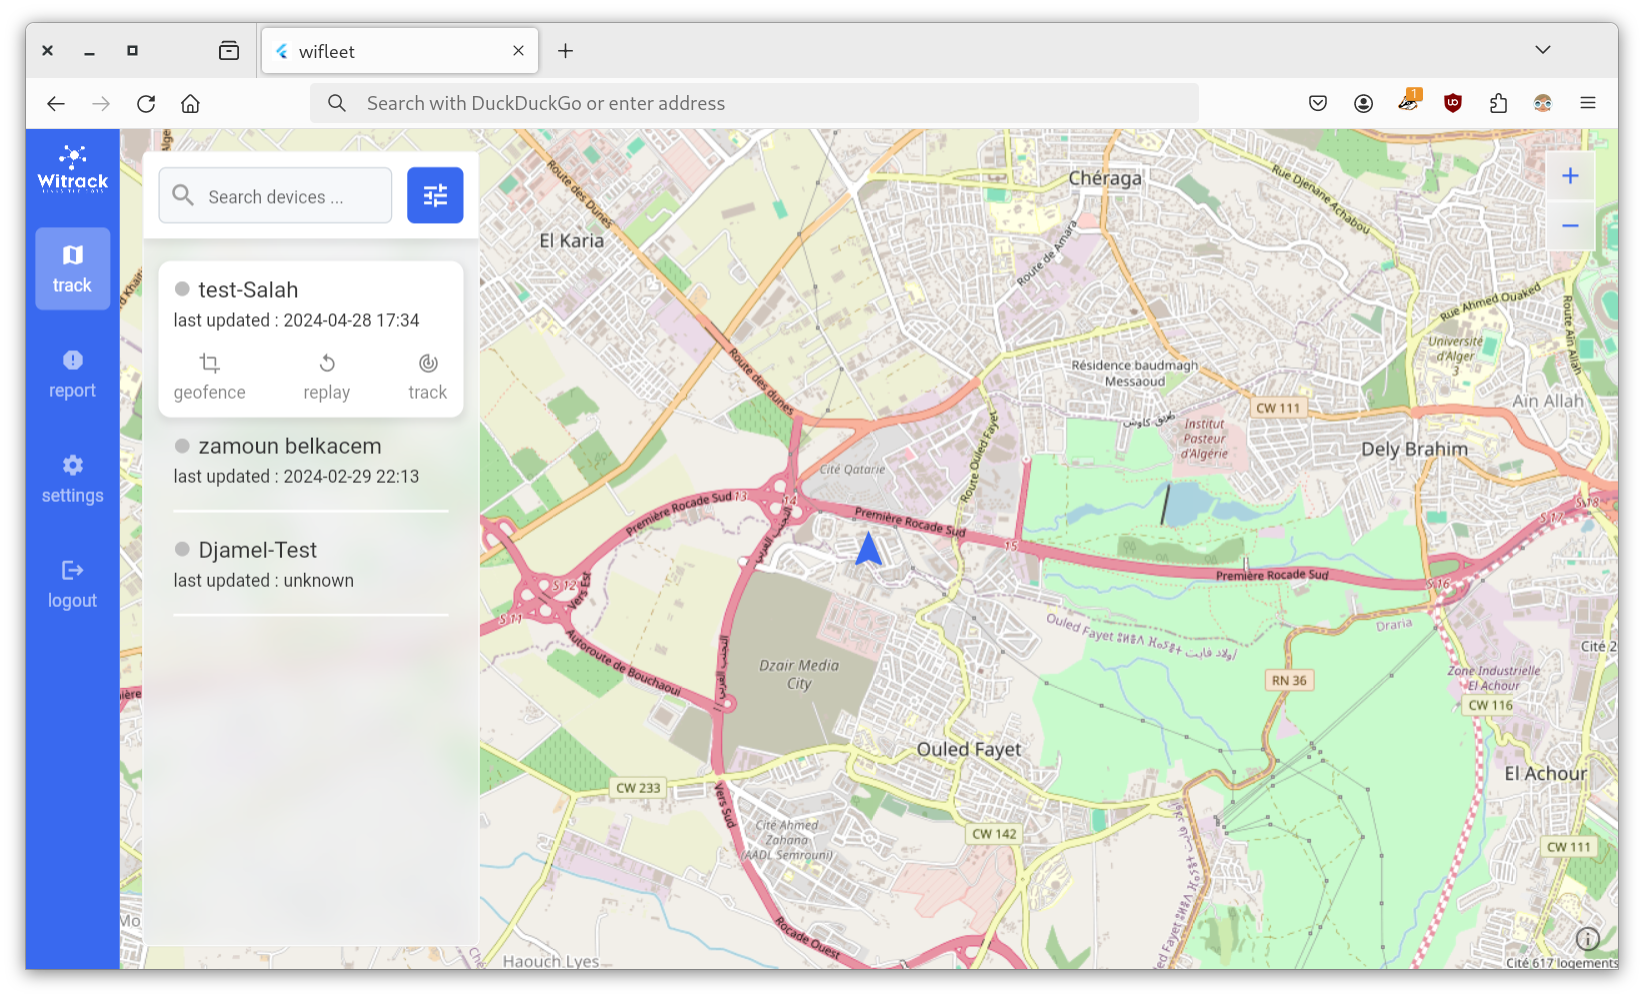 wifleet
Search with DuckDuckGo or enter address
1
Witrack
track
report
settings
logout
Search devices ...
test-Salah
last updated : 2024-04-28 17:34
geofence
replay
track
zamoun belkacem
last updated : 2024-02-29 22:13
Djamel-Test
last updated : unknown
+
−
Route des Dunes
El Karia
Chéraga
Rue Djenane Achabou
Route de Amara
Rue Ahmed Ouaked
Route Ain Allah
Université
d'Alger
3
Résidence baudmagh
Messaoud
Ain Allah
CW 111
Route des dunes
Institut
Pasteur
d'Algérie
Dely Brahim
Route Ouled Fayet
Cité Qatarie
Première Rocade Sud
13
14
Première Rocade Sud
15
S 18
S 17
Première Rocade Sud
S 16
S 12
Vers Est
S 11
Autoroute de Bouchaoui
Dzair Media
City
Ouled Fayet ⵓⵍⴰⴷ ⴼⴰⵢⵜ أولاد فايت
Draria
Cité 2
Zone Industrielle
El Achour
RN 36
CW 116
Ouled Fayet
El Achour
CW 233
Vers Sud
Cité Ahmed
Zahana
(AADL Semrouni)
CW 142
CW 111
Rocade Ouest
Haouch Lyes
Cité 617 logements